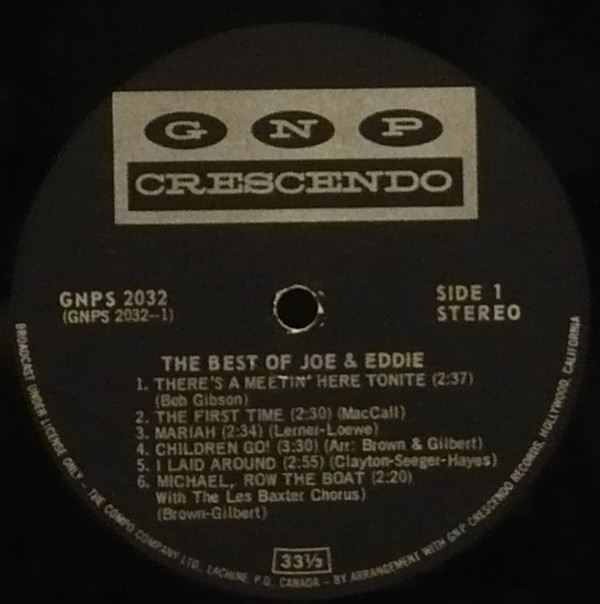 G N P
CRESCENDO
GNPS 2032
(GNPS 2032-1)
SIDE 1
STEREO
THE BEST OF JOE & EDDIE
1. THERE'S A MEETIN' HERE TONITE (2:37)
(Bob Gibson)
2. THE FIRST TIME (2:30) (MacCall)
3. MARIAH (2:34) (Lerner-Loewe)
4. CHILDREN GO! (3:30) (Arr: Brown & Gilbert)
5. I LAID AROUND (2:55) (Clayton-Seeger-Hayes)
6. MICHAEL, ROW THE BOAT (2:20)
With The Les Baxter Chorus)
(Brown-Gilbert)
33⅓
BROADCAST UNDER LICENSE ONLY - THE COMPO COMPANY LTD., LACHINE, P.Q. CANADA - BY ARRANGEMENT WITH GNP CRESCENDO RECORDS, HOLLYWOOD, CALIFORNIA